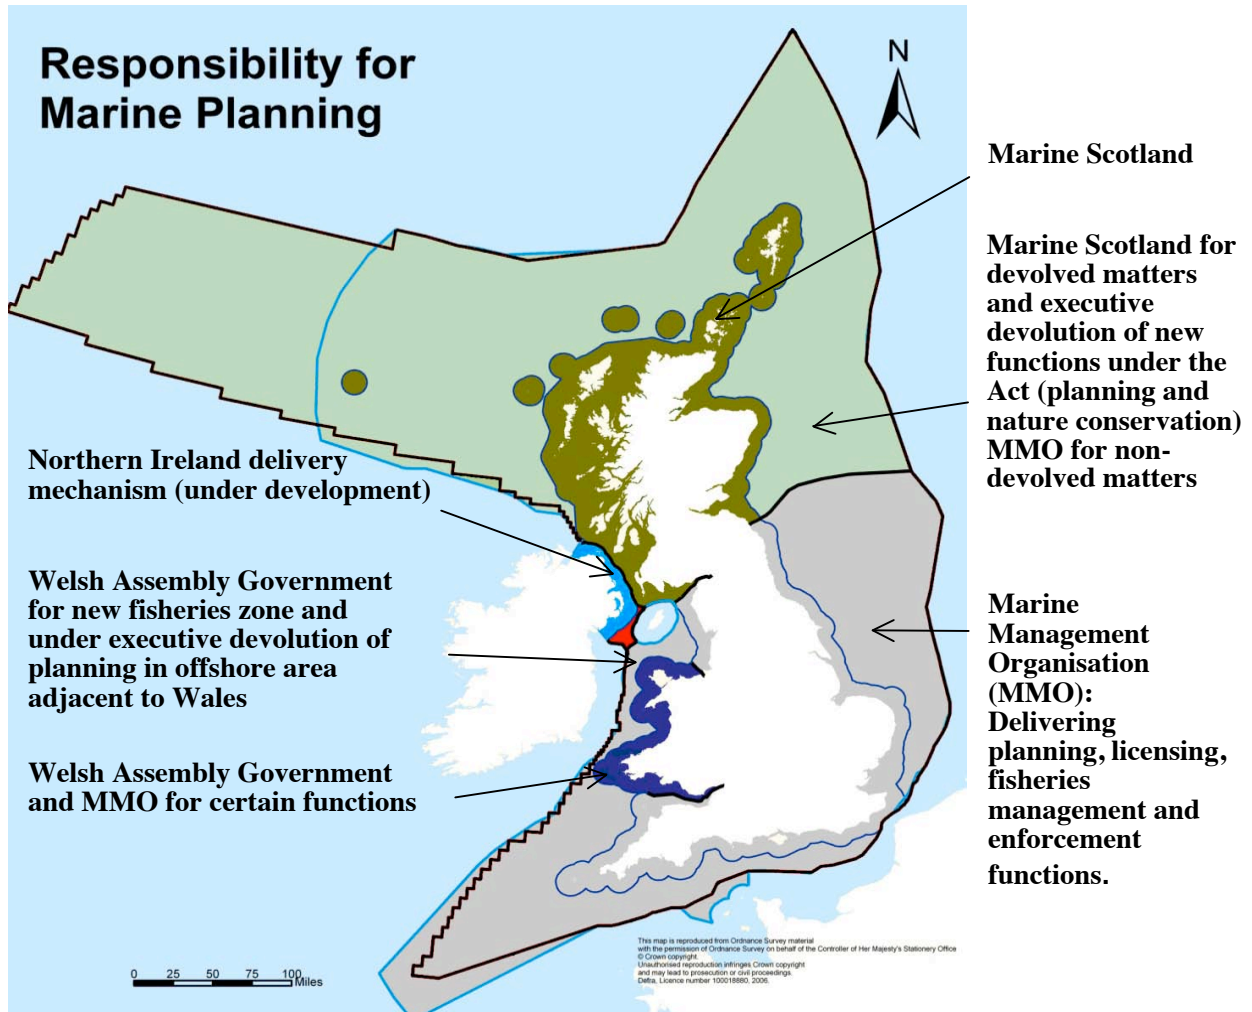 Responsibility for
Marine Planning
N
Marine Scotland
Marine Scotland for
devolved matters
and executive
devolution of new
functions under the
Act (planning and
nature conservation)
MMO for non-
devolved matters
Northern Ireland delivery
mechanism (under development)
Welsh Assembly Government
for new fisheries zone and
under executive devolution of
planning in offshore area
adjacent to Wales
Welsh Assembly Government
and MMO for certain functions
Marine
Management
Organisation
(MMO):
Delivering
planning, licensing,
fisheries
management and
enforcement
functions.
This map is reproduced from Ordnance Survey material
with the permission of Ordnance Survey on behalf of the Controller of Her Majesty's Stationery Office
© Crown copyright.
Unauthorised reproduction infringes Crown copyright
and may lead to prosecution or civil proceedings.
Defra, Licence number 100018880, 2006.
0 25 50 75 100
Miles